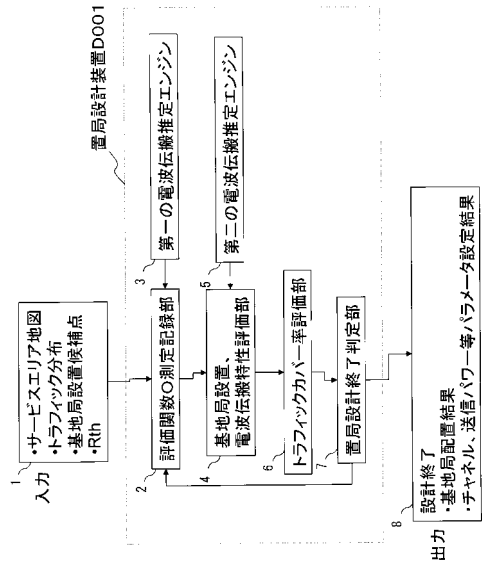 置局設計装置D001
1
入力
・サービスエリア地図
・トラフィック分布
・基地局設置候補点
・Rth
2
評価関数O測定記録部
3
第一の電波伝搬推定エンジン
4
基地局設置、
電波伝搬特性評価部
5
第二の電波伝搬推定エンジン
6
トラフィックカバー率評価部
7
置局設計終了判定部
8
出力
設計終了
・基地局配置結果
・チャネル、送信パワー等パラメータ設定結果